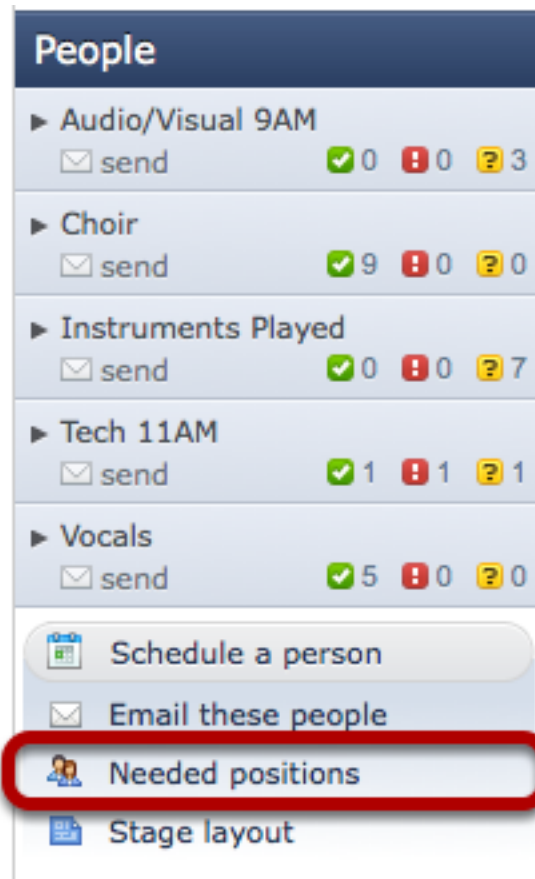 People
Audio/Visual 9AM
send 0 0 3
Choir
send 9 0 0
Instruments Played
send 0 0 7
Tech 11AM
send 1 1 1
Vocals
send 5 0 0
Schedule a person
Email these people
Needed positions
Stage layout